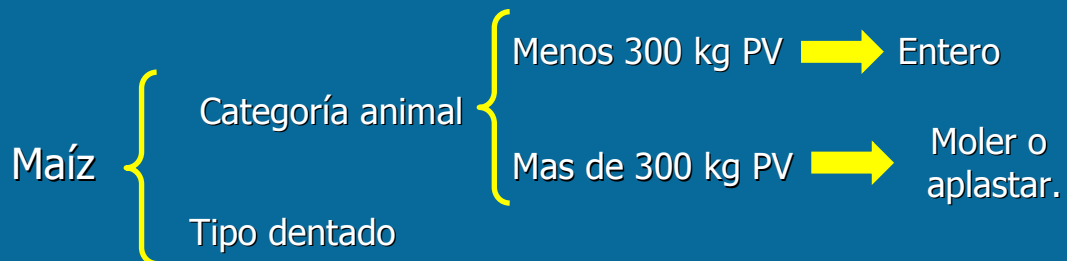 Menos 300 kg PV
Entero
Categoría animal
Maíz
Mas de 300 kg PV
Moler o
aplastar.
Tipo dentado